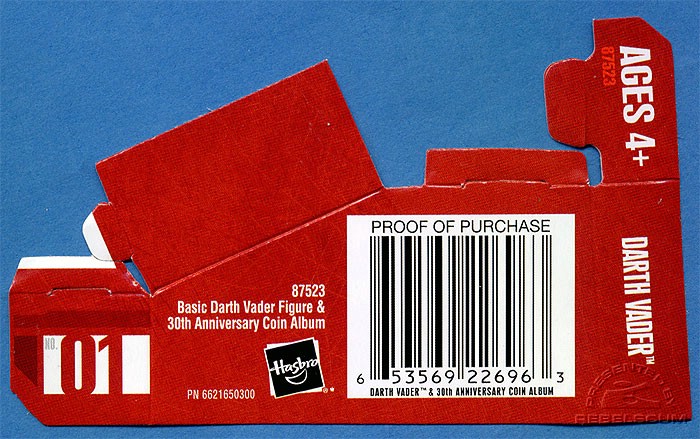 AGES 4+
87523
PROOF OF PURCHASE
DARTH VADER™
87523
Basic Darth Vader Figure &
30th Anniversary Coin Album
NO. 01
Hasbro
®*
PN 6621650300
6 53569 22696 3
DARTH VADER™ & 30TH ANNIVERSARY COIN ALBUM
PRESENTED BY
REBELSCUM